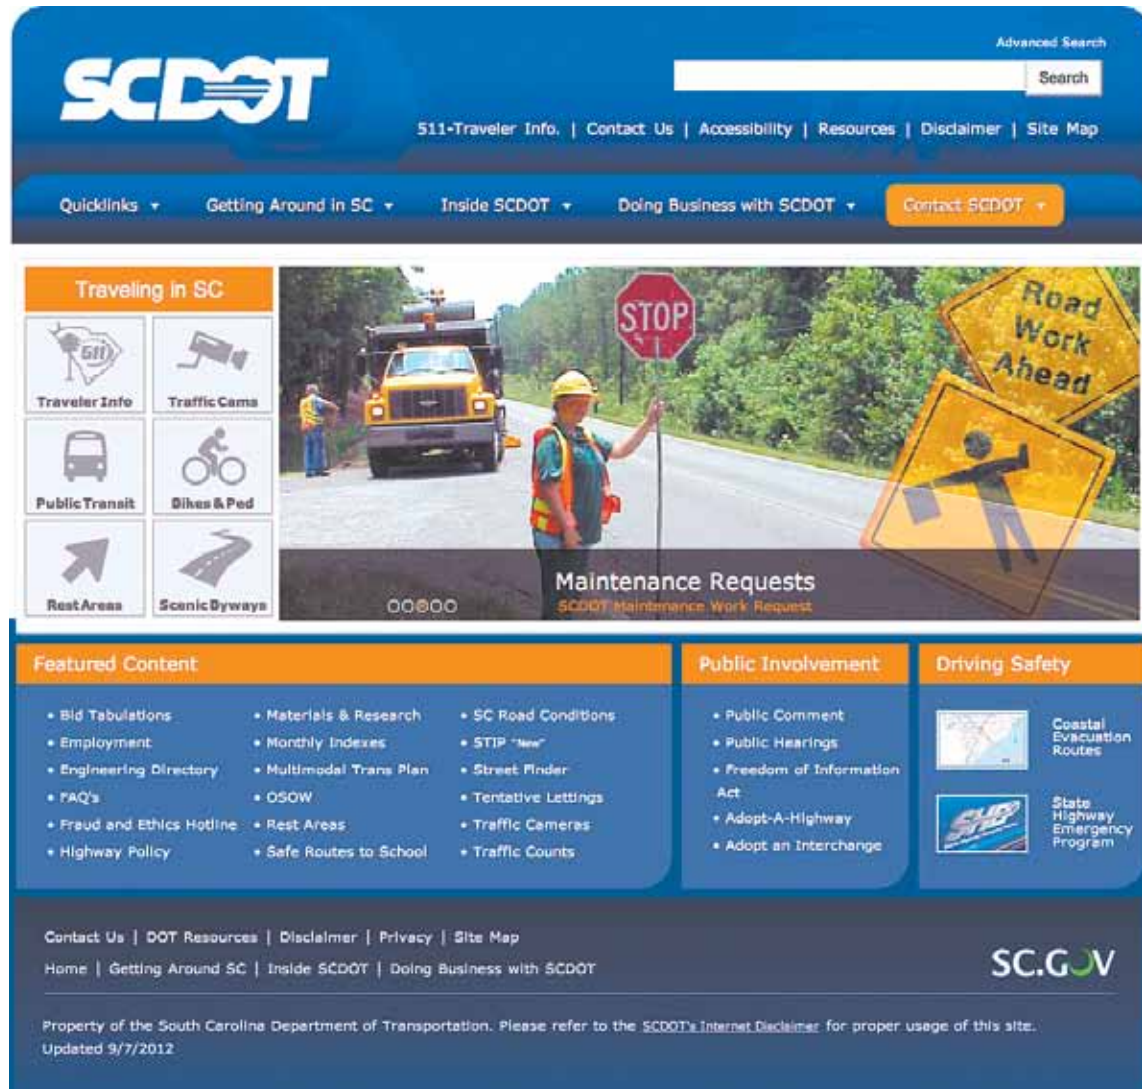 SCDOT
Advanced Search
Search
511-Traveler Info. | Contact Us | Accessibility | Resources | Disclaimer | Site Map
Quicklinks
Getting Around in SC
Inside SCDOT
Doing Business with SCDOT
Contact SCDOT
Traveling in SC
511
Traveler Info
Traffic Cams
Public Transit
Bikes & Ped
Rest Areas
Scenic Byways
STOP
Road
Work
Ahead
Maintenance Requests
SCDOT Maintenance Work Request
Featured Content
• Bid Tabulations
• Employment
• Engineering Directory
• FAQ's
• Fraud and Ethics Hotline
• Highway Policy
• Materials & Research
• Monthly Indexes
• Multimodal Trans Plan
• OSOW
• Rest Areas
• Safe Routes to School
• SC Road Conditions
• STIP "New"
• Street Finder
• Tentative Lettings
• Traffic Cameras
• Traffic Counts
Public Involvement
• Public Comment
• Public Hearings
• Freedom of Information
Act
• Adopt-A-Highway
• Adopt an Interchange
Driving Safety
Coastal
Evacuation
Routes
SHEP
State
Highway
Emergency
Program
Contact Us | DOT Resources | Disclaimer | Privacy | Site Map
Home | Getting Around SC | Inside SCDOT | Doing Business with SCDOT
SC.GOV
Property of the South Carolina Department of Transportation. Please refer to the SCDOT's Internet Disclaimer for proper usage of this site.
Updated 9/7/2012